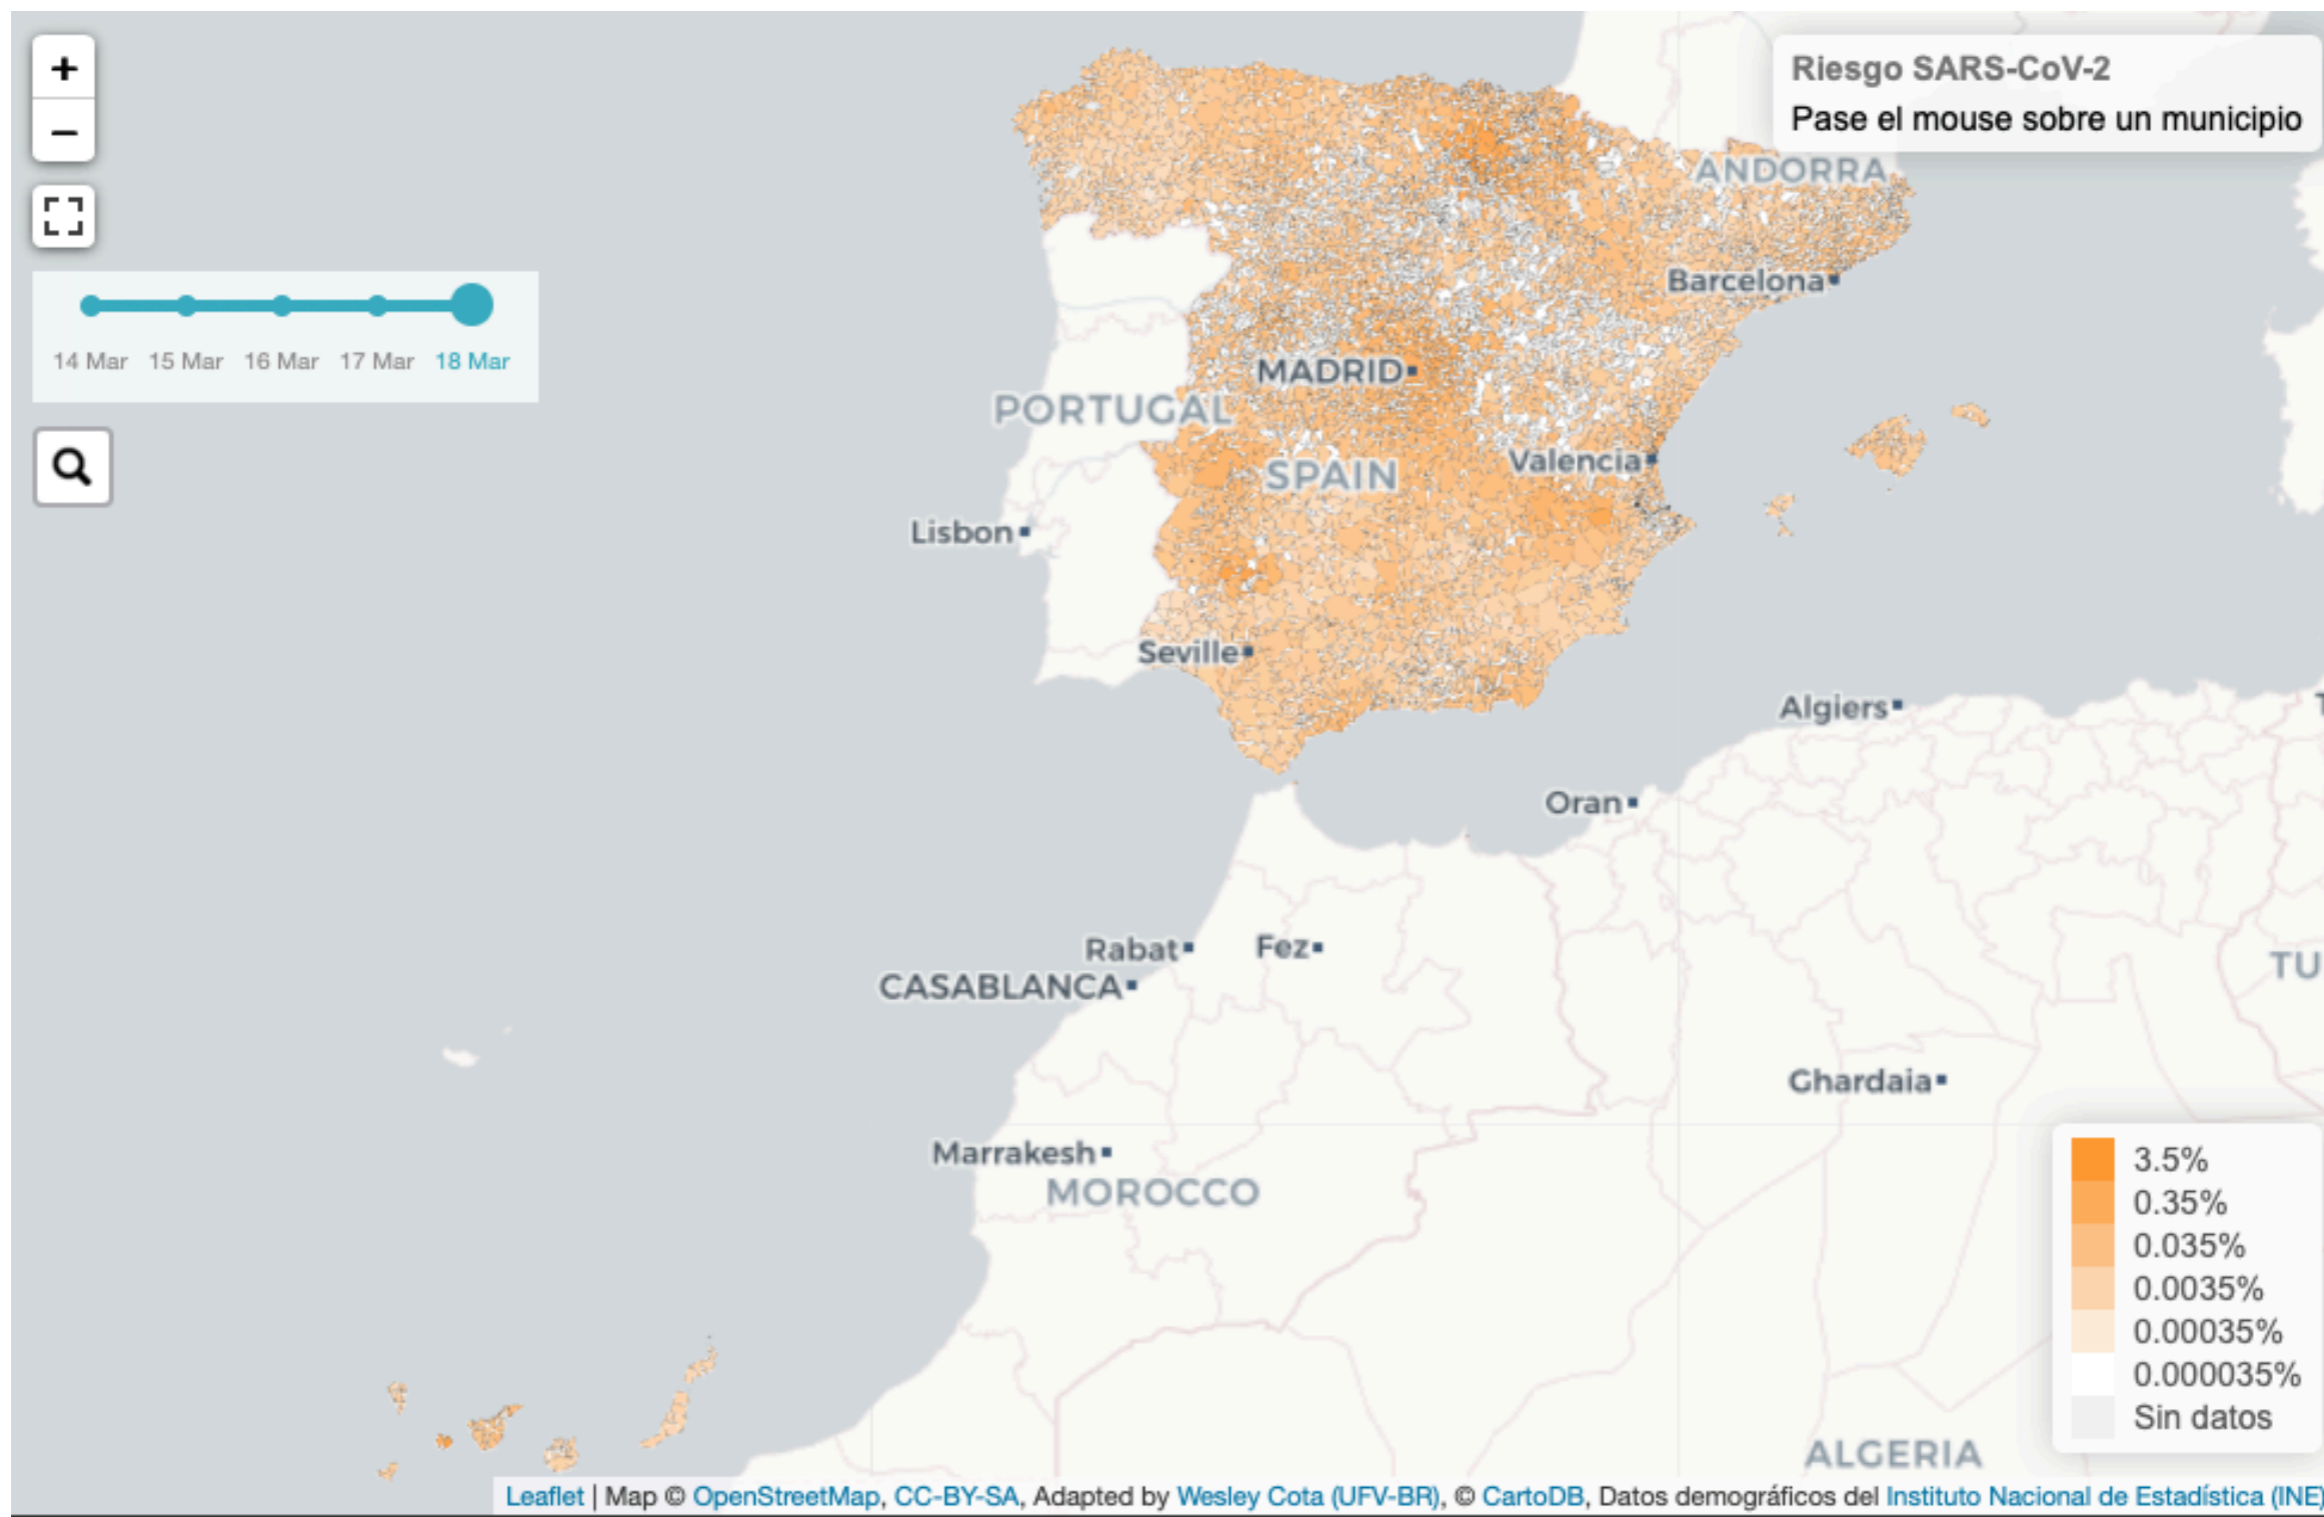 +
Riesgo SARS-CoV-2
Pase el mouse sobre un municipio
−
ANDORRA
Barcelona
14 Mar 15 Mar 16 Mar 17 Mar 18 Mar
MADRID
PORTUGAL
Valencia
SPAIN
Lisbon
Seville
Algiers
Oran
Rabat
Fez
TU
CASABLANCA
Ghardaia
Marrakesh
MOROCCO
3.5%
0.35%
0.035%
0.0035%
0.00035%
0.000035%
Sin datos
ALGERIA
Leaflet | Map © OpenStreetMap, CC-BY-SA, Adapted by Wesley Cota (UFV-BR), © CartoDB, Datos demográficos del Instituto Nacional de Estadística (INE)